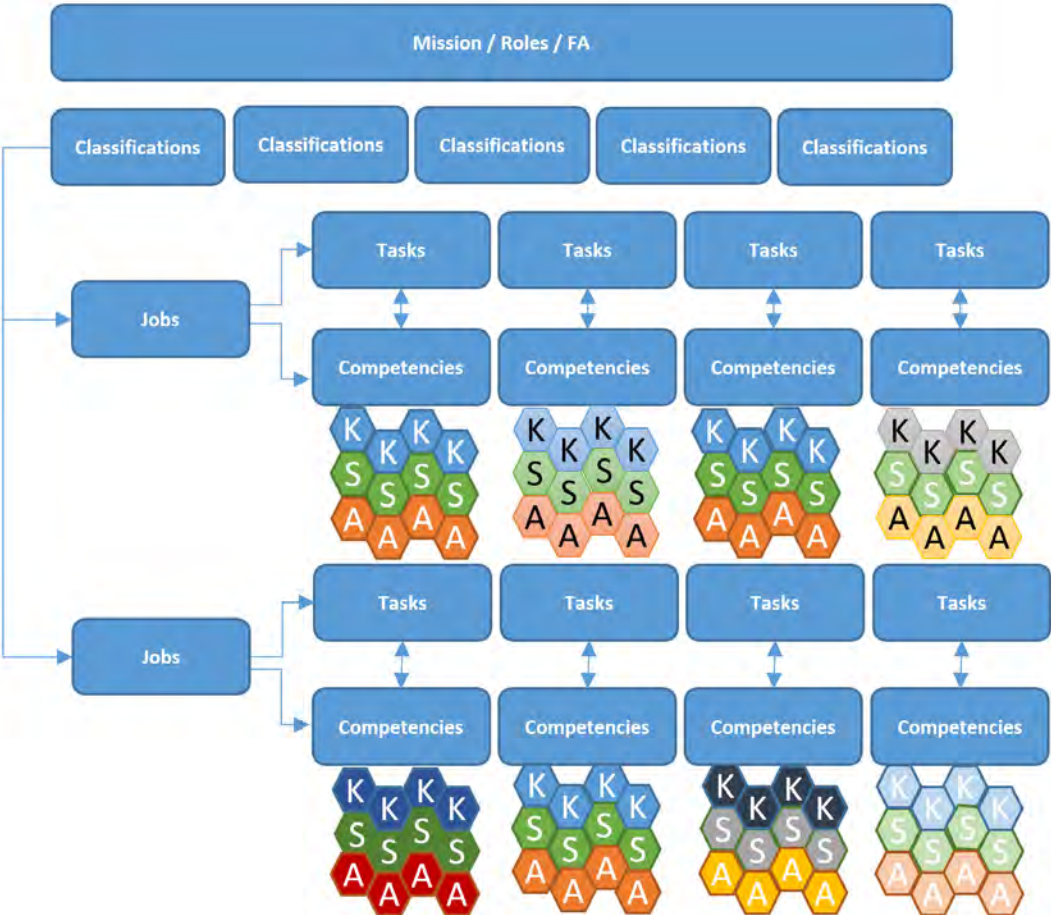 Mission / Roles / FA
Classifications Classifications Classifications Classifications Classifications
Tasks Tasks Tasks Tasks
Jobs
Competencies Competencies Competencies Competencies
K K K K K K K K K K K K K K K K
S S S S S S S S S S S S S S S S
A A A A A A A A A A A A A A A A
Tasks Tasks Tasks Tasks
Jobs
Competencies Competencies Competencies Competencies
K K K K K K K K K K K K K K K K
S S S S S S S S S S S S S S S S
A A A A A A A A A A A A A A A A